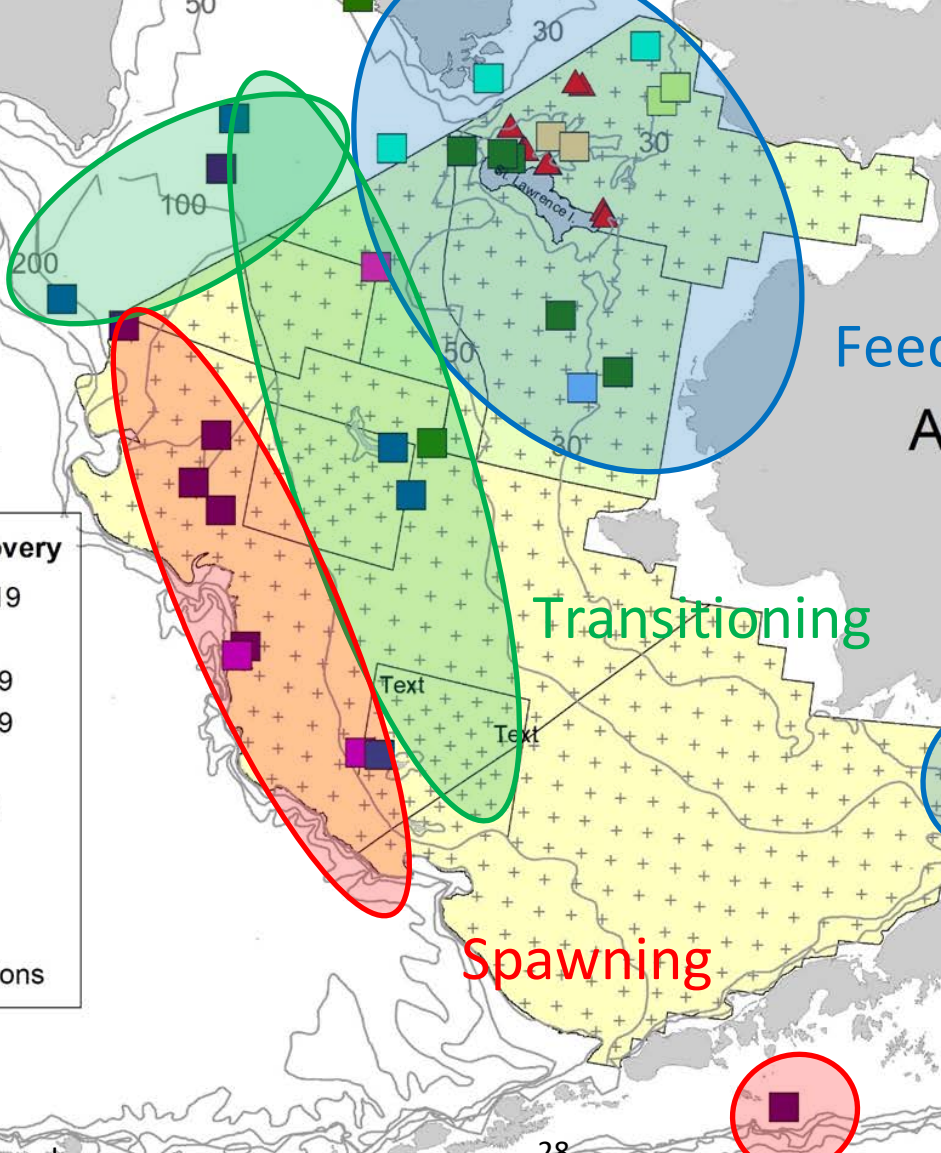 50
30
30
100
St. Lawrence I.
200
50
Feed
A
30
overy
19
Transitioning
9
Text
9
Text
Spawning
ons
28